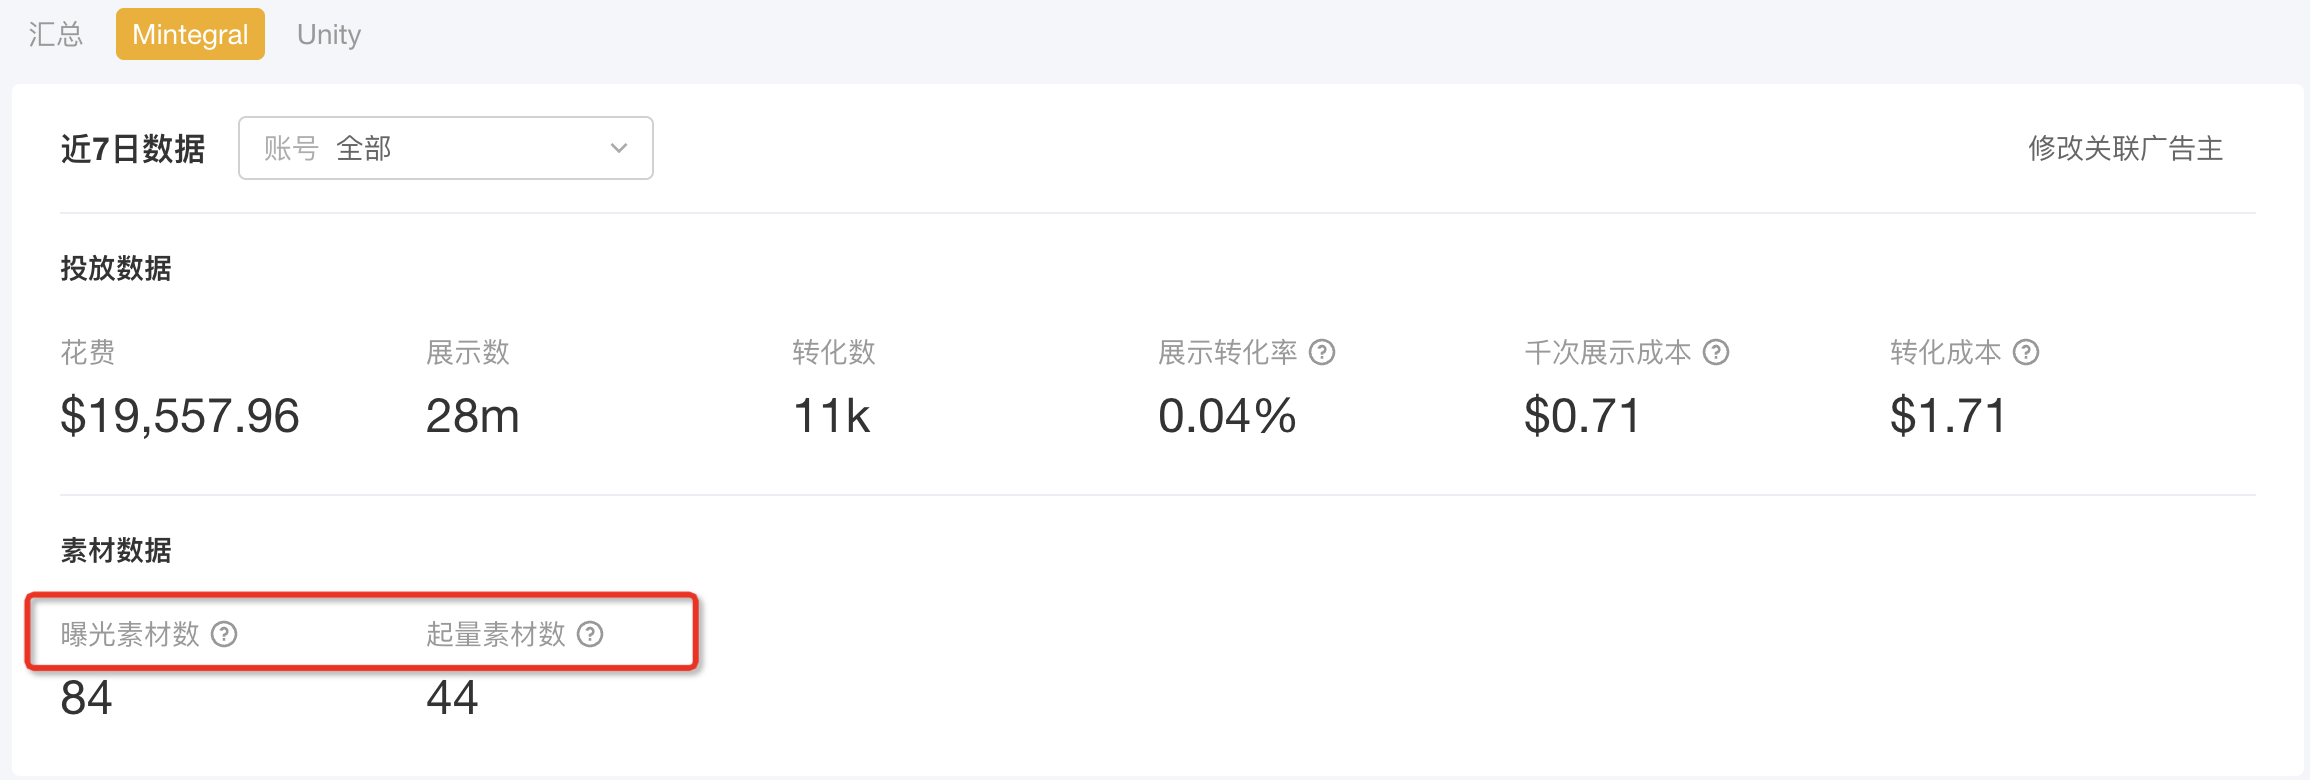 汇总 Mintegral Unity
近7日数据 账号 全部 修改关联广告主
投放数据
花费 展示数 转化数 展示转化率 ? 千次展示成本 ? 转化成本 ?
$19,557.96 28m 11k 0.04% $0.71 $1.71
素材数据
曝光素材数 ? 起量素材数 ?
84 44